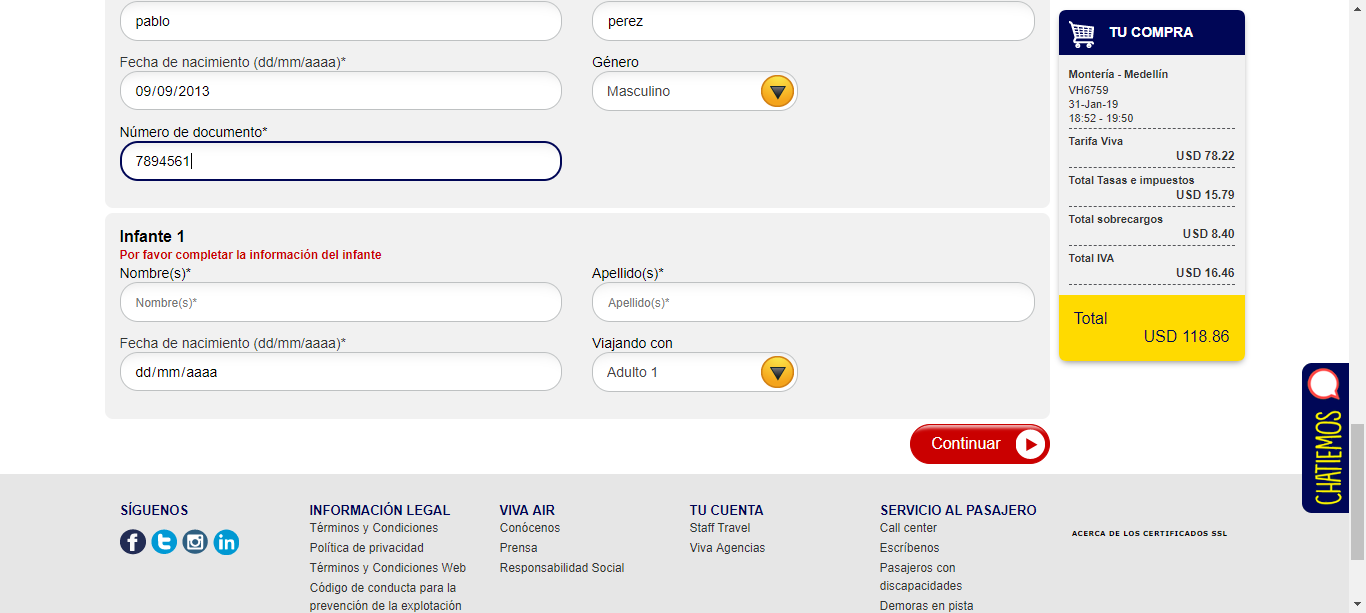 pablo
perez
Fecha de nacimiento (dd/mm/aaaa)*
Género
09/09/2013
Masculino
Número de documento*
7894561
Infante 1
Por favor completar la información del infante
Nombre(s)*
Apellido(s)*
Nombre(s)*
Apellido(s)*
Fecha de nacimiento (dd/mm/aaaa)*
Viajando con
dd/mm/aaaa
Adulto 1
Continuar
TU COMPRA
Montería - Medellín
VH6759
31-Jan-19
18:52 - 19:50
Tarifa Viva
USD 78.22
Total Tasas e impuestos
USD 15.79
Total sobrecargos
USD 8.40
Total IVA
USD 16.46
Total
USD 118.86
CHATIEMOS
SÍGUENOS
INFORMACIÓN LEGAL
Términos y Condiciones
Política de privacidad
Términos y Condiciones Web
Código de conducta para la
prevención de la explotación
VIVA AIR
Conócenos
Prensa
Responsabilidad Social
TU CUENTA
Staff Travel
Viva Agencias
SERVICIO AL PASAJERO
Call center
Escríbenos
Pasajeros con
discapacidades
Demoras en pista
ACERCA DE LOS CERTIFICADOS SSL